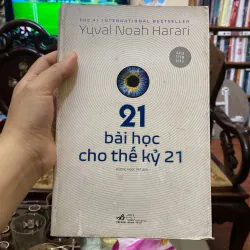 THE #1 INTERNATIONAL BESTSELLER
Yuval Noah Harari
21
bài học
cho thế kỷ 21